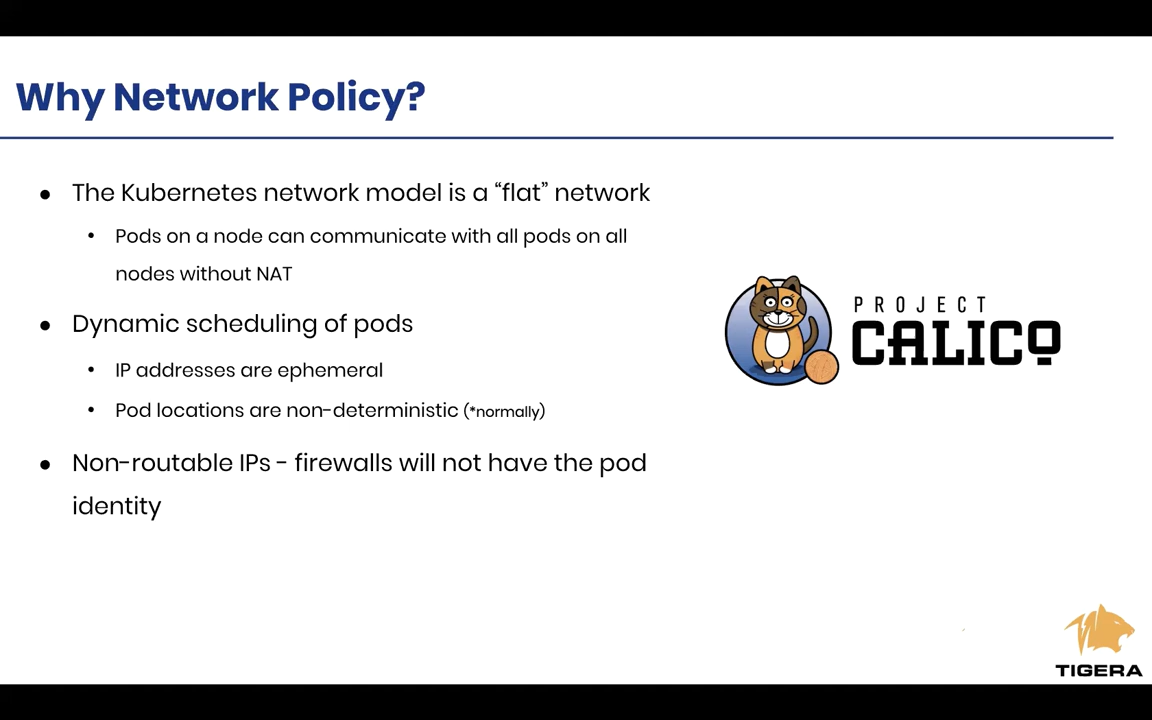 Why Network Policy?
● The Kubernetes network model is a “flat” network
• Pods on a node can communicate with all pods on all
nodes without NAT
● Dynamic scheduling of pods
• IP addresses are ephemeral
• Pod locations are non-deterministic (*normally)
● Non-routable IPs - firewalls will not have the pod
identity
PROJECT
CALICO
TIGERA